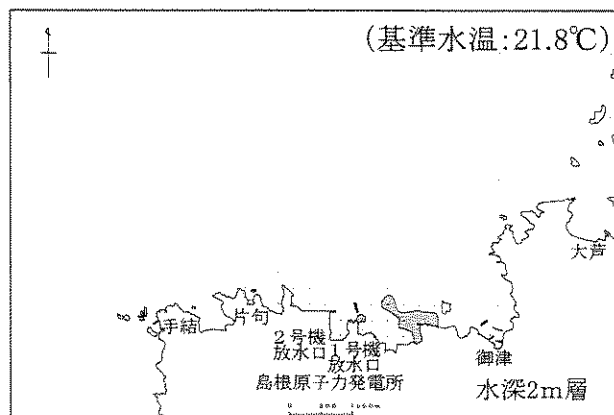 (基準水温:21.8℃)
大芦
手結
片句
2号機
放水口
1号機
放水口
御津
島根原子力発電所
水深2m層